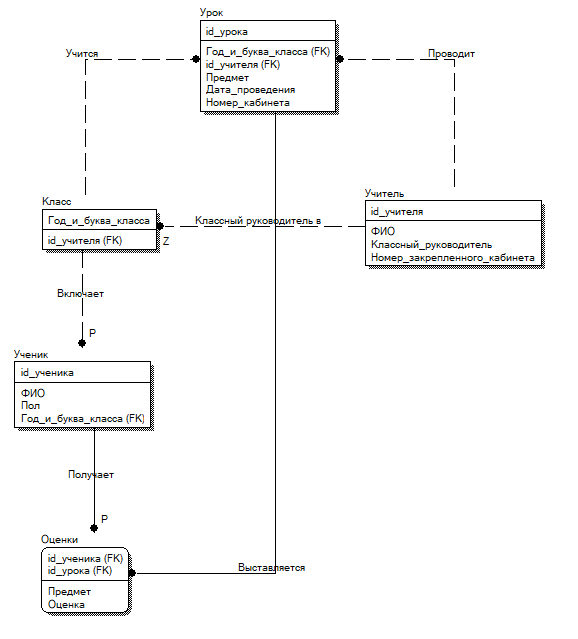 Урок
id_урока
Год_и_буква_класса (FK)
id_учителя (FK)
Предмет
Дата_проведения
Номер_кабинета
Учится
Проводит
Класс
Год_и_буква_класса
id_учителя (FK)
Z
Классный руководитель в
Учитель
id_учителя
ФИО
Классный_руководитель
Номер_закрепленного_кабинета
Включает
P
Ученик
id_ученика
ФИО
Пол
Год_и_буква_класса (FK)
Получает
P
Оценки
id_ученика (FK)
id_урока (FK)
Предмет
Оценка
Выставляется